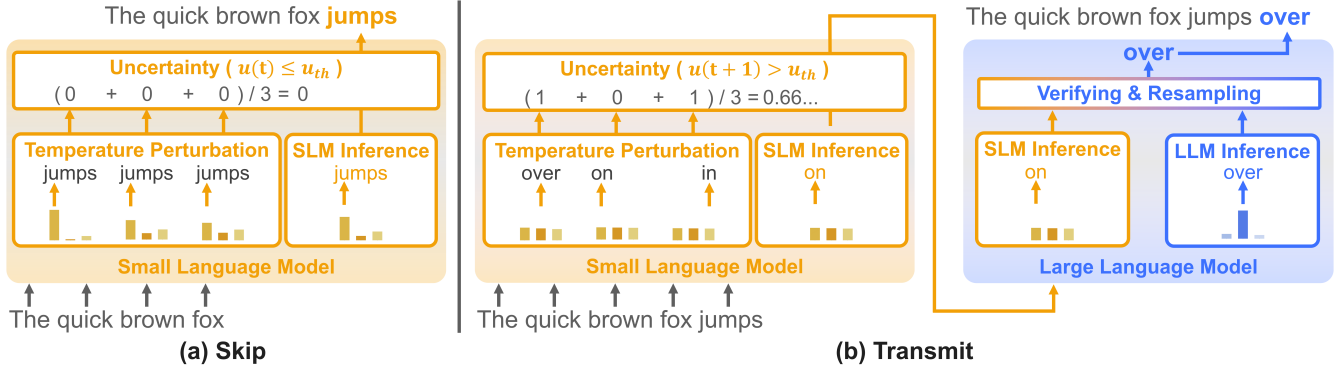 The quick brown fox jumps
Uncertainty ( u(t) ≤ u_th )
( 0 + 0 + 0 ) / 3 = 0
Temperature Perturbation
jumps jumps jumps
SLM Inference
jumps
Small Language Model
The quick brown fox
(a) Skip
Uncertainty ( u(t + 1) > u_th )
( 1 + 0 + 1 ) / 3 = 0.66...
Temperature Perturbation
over on in
SLM Inference
on
Small Language Model
The quick brown fox jumps
The quick brown fox jumps over
over
Verifying & Resampling
SLM Inference
on
LLM Inference
over
Large Language Model
(b) Transmit